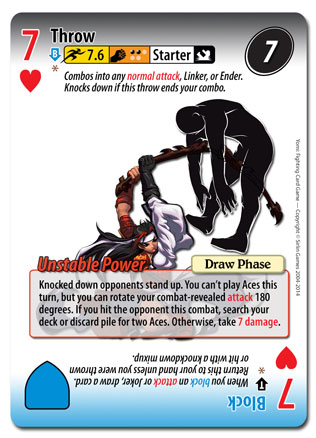 7
Throw
B 7.6 Starter
7
* Combos into any normal attack, Linker, or Ender.
Knocks down if this throw ends your combo.
Yomi: Fighting Card Game — Copyright © Sirlin Games 2004-2014
Unstable Power
Draw Phase
Knocked down opponents stand up. You can't play Aces this
turn, but you can rotate your combat-revealed attack 180
degrees. If you hit the opponent this combat, search your
deck or discard pile for two Aces. Otherwise, take 7 damage.
7
Block
* When you block an attack or Joker, draw a card.
Return this to your hand unless you were thrown
or hit with a knockdown mixup.